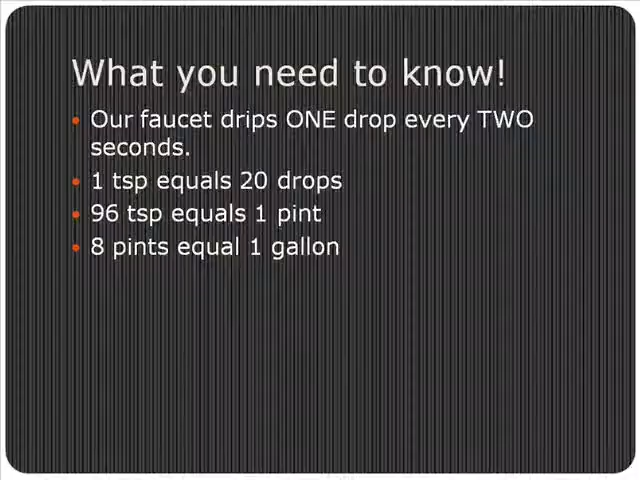 What you need to know!
• Our faucet drips ONE drop every TWO
seconds.
• 1 tsp equals 20 drops
• 96 tsp equals 1 pint
• 8 pints equal 1 gallon